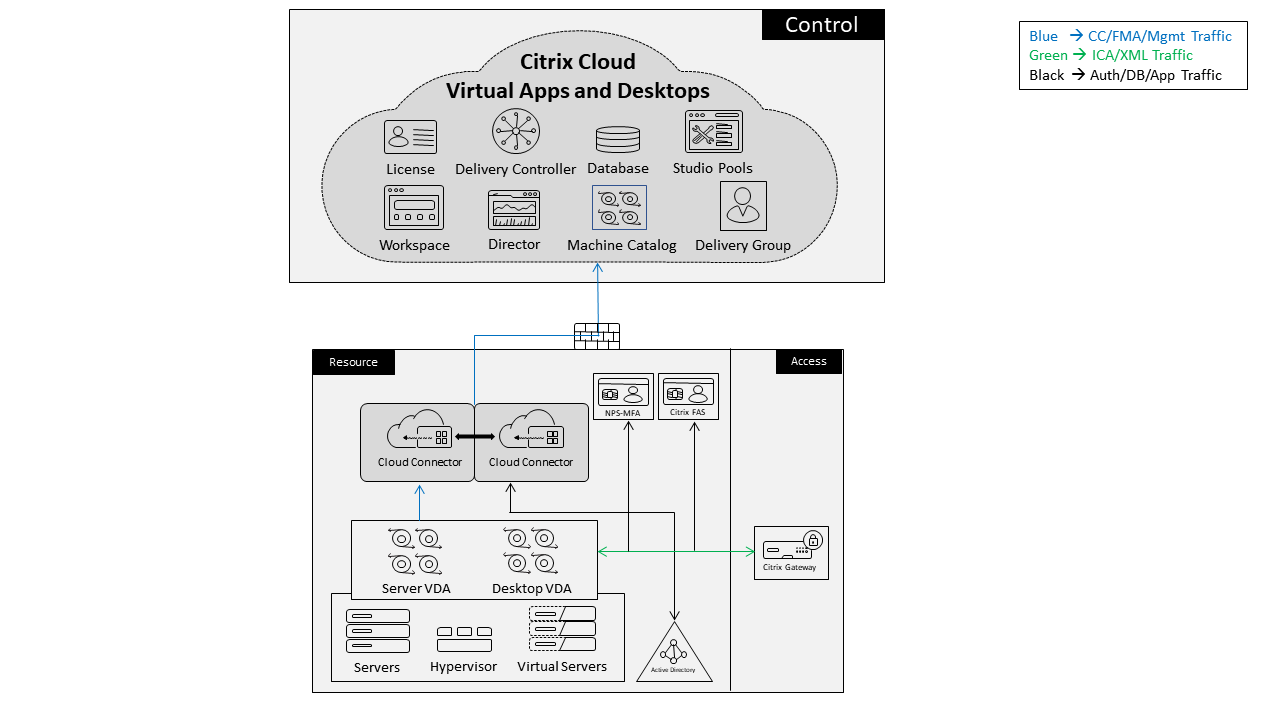 Control
Blue → CC/FMA/Mgmt Traffic
Green → ICA/XML Traffic
Black → Auth/DB/App Traffic
Citrix Cloud
Virtual Apps and Desktops
License
Delivery Controller
Database
Studio Pools
Workspace
Director
Machine Catalog
Delivery Group
Resource
Access
NPS-MFA
Citrix FAS
Cloud Connector
Cloud Connector
Citrix Gateway
Server VDA
Desktop VDA
Servers
Hypervisor
Virtual Servers
Active Directory